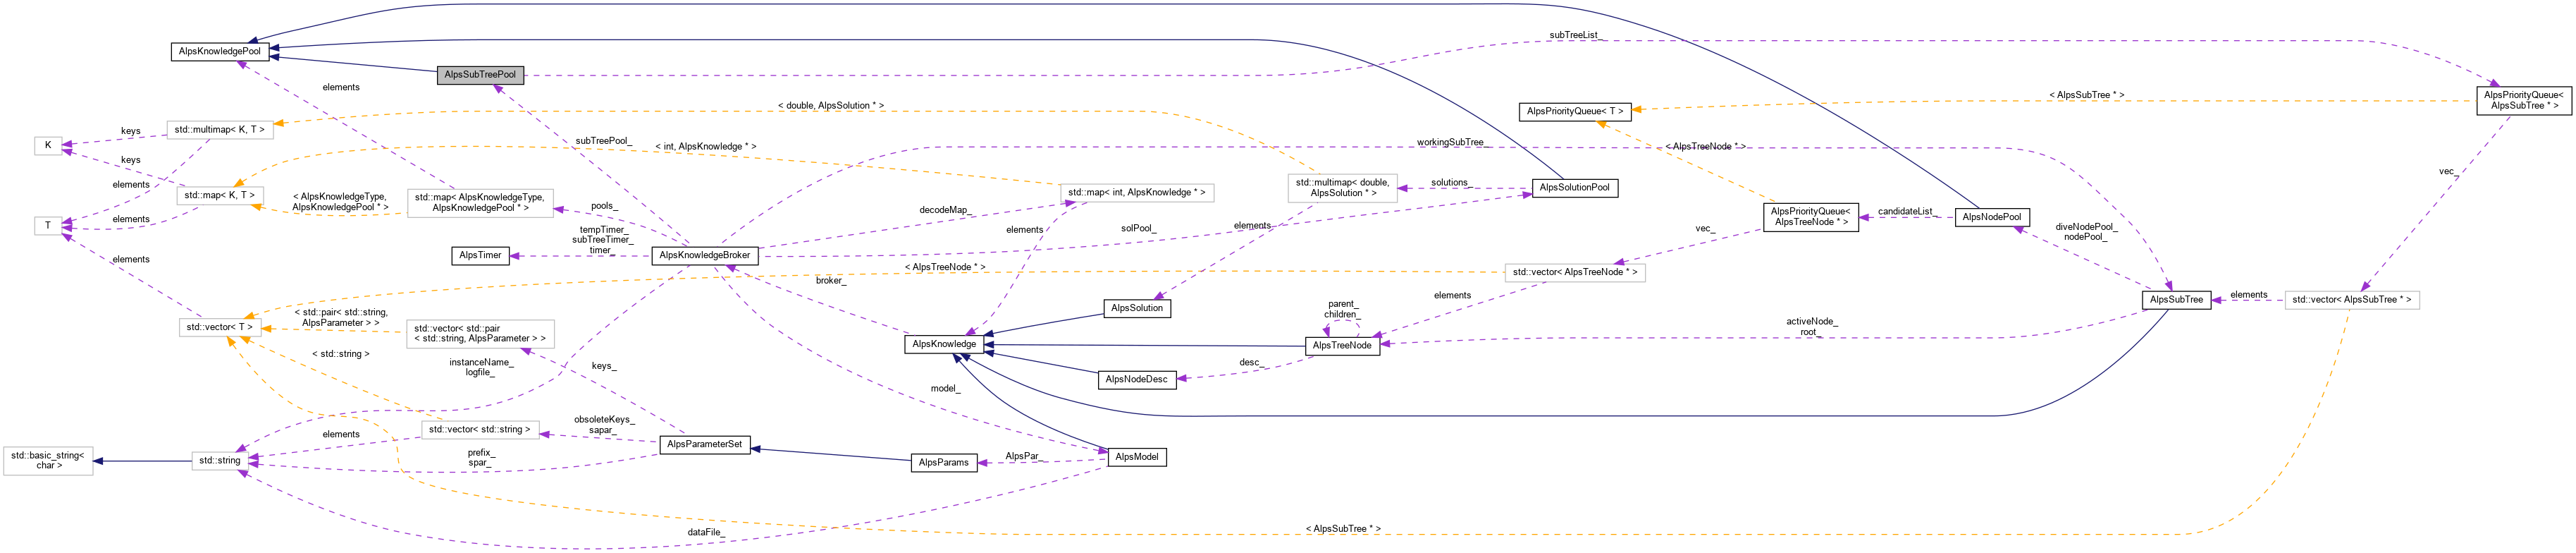 subTreeList_
AlpsKnowledgePool
AlpsSubTreePool
elements
AlpsPriorityQueue<
AlpsSubTree * >
< AlpsSubTree * >
< double, AlpsSolution * >
AlpsPriorityQueue< T >
std::multimap< K, T >
keys
K
subTreePool_
workingSubTree_
< int, AlpsKnowledge * >
< AlpsTreeNode * >
keys
vec_
elements
std::map< K, T >
< AlpsKnowledgeType,
AlpsKnowledgePool * >
std::map< AlpsKnowledgeType,
AlpsKnowledgePool * >
std::map< int, AlpsKnowledge * >
std::multimap< double,
AlpsSolution * >
solutions_
AlpsSolutionPool
pools_
decodeMap_
AlpsPriorityQueue<
AlpsTreeNode * >
candidateList_
AlpsNodePool
T
elements
tempTimer_
subTreeTimer_
timer_
elements
solPool_
elements
vec_
diveNodePool_
nodePool_
AlpsTimer
AlpsKnowledgeBroker
elements
< AlpsTreeNode * >
std::vector< AlpsTreeNode * >
broker_
elements
AlpsSubTree
elements
std::vector< AlpsSubTree * >
AlpsSolution
parent_
children_
< std::pair< std::string,
AlpsParameter > >
std::vector< T >
std::vector< std::pair
< std::string, AlpsParameter > >
activeNode_
root_
AlpsKnowledge
AlpsTreeNode
< std::string >
instanceName_
logfile_
keys_
desc_
AlpsNodeDesc
model_
obsoleteKeys_
sapar_
std::vector< std::string >
elements
AlpsParameterSet
std::basic_string<
char >
std::string
prefix_
spar_
AlpsParams
AlpsPar_
AlpsModel
dataFile_
< AlpsSubTree * >